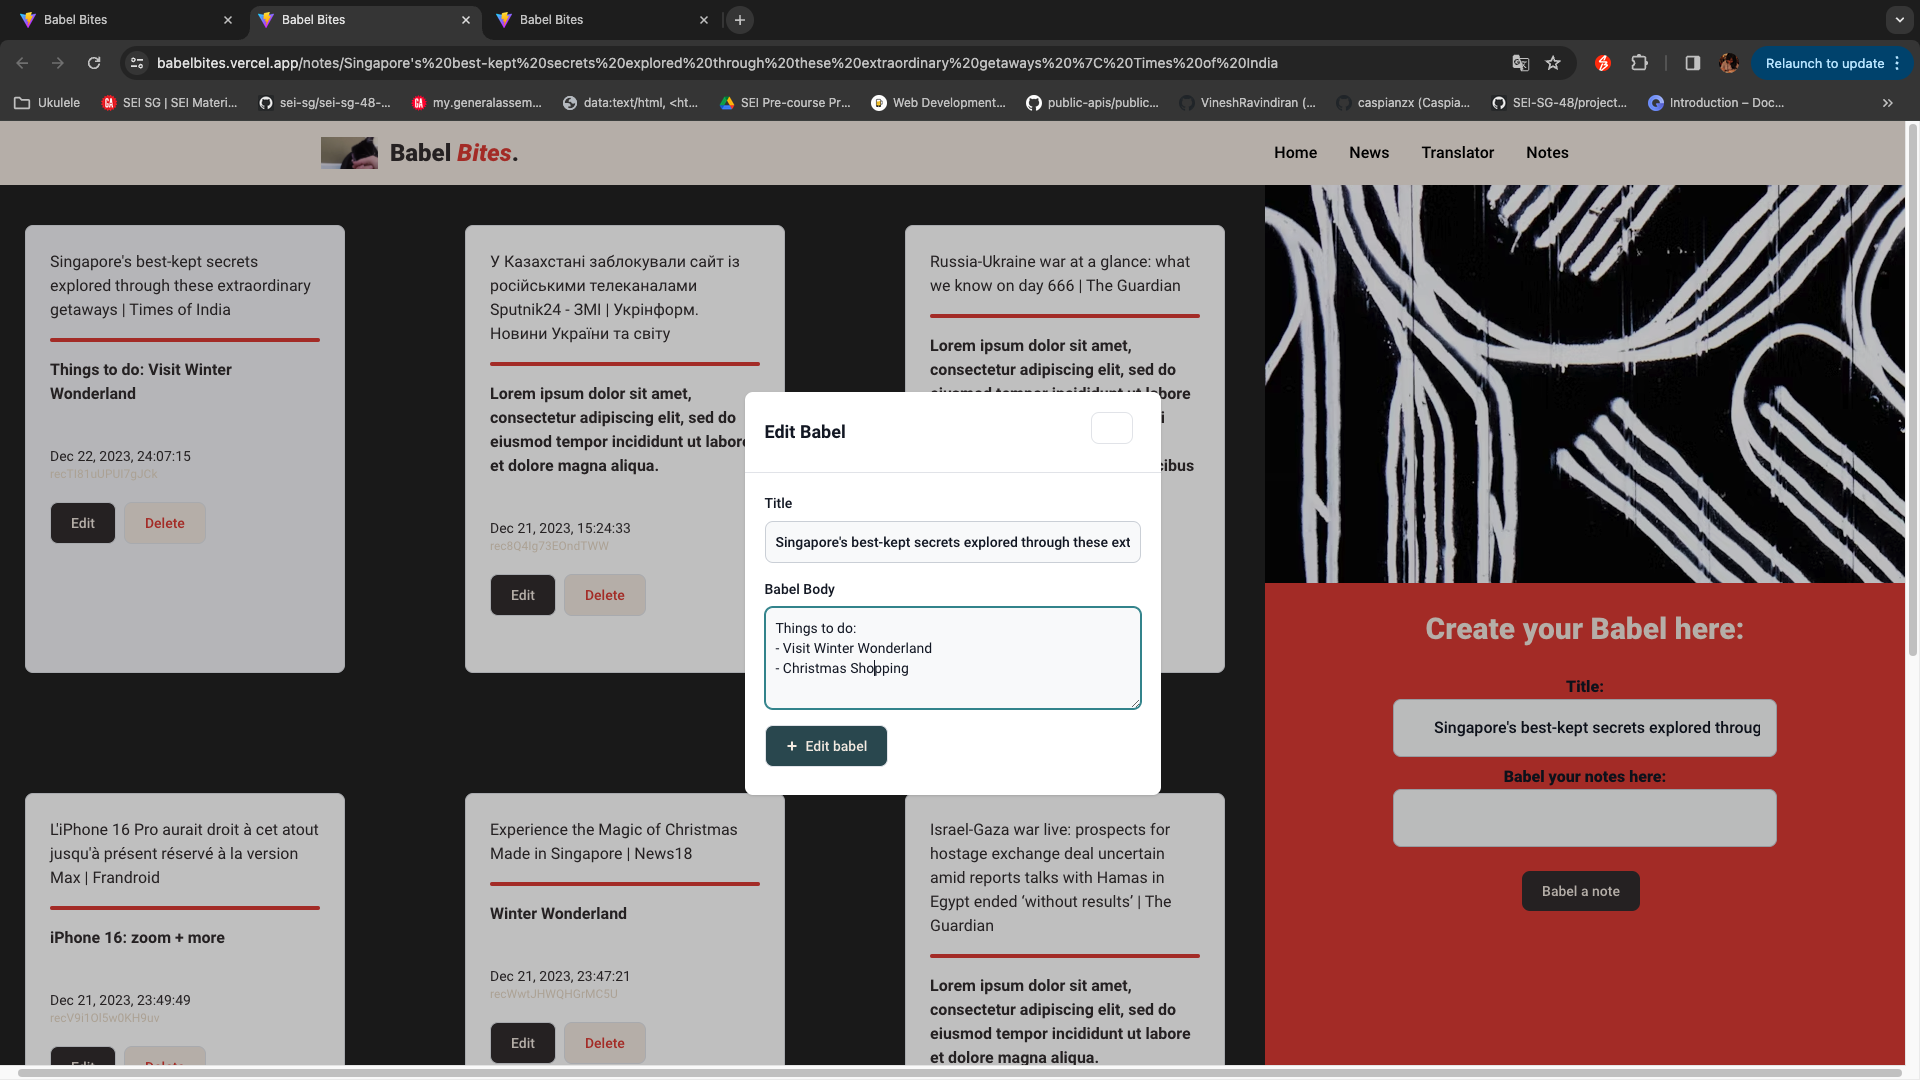 Babel Bites
Babel Bites
Babel Bites
babelbites.vercel.app/notes/Singapore's%20best-kept%20secrets%20explored%20through%20these%20extraordinary%20getaways%20%7C%20Times%20of%20India
Relaunch to update
Ukulele
SEI SG | SEI Materi...
sei-sg/sei-sg-48-...
my.generalassem...
data:text/html, <ht...
SEI Pre-course Pr...
Web Development...
public-apis/public...
VineshRavindiran (...
caspianzx (Caspia...
SEI-SG-48/project...
Introduction – Doc...
Babel Bites.
Home
News
Translator
Notes
Singapore's best-kept secrets
explored through these extraordinary
getaways | Times of India
Things to do: Visit Winter
Wonderland
Dec 22, 2023, 24:07:15
Edit
Delete
У Казахстані заблокували сайт із
російськими телеканалами
Sputnik24 - ЗМІ | Укрінформ.
Новини України та світу
Lorem ipsum dolor sit amet,
consectetur adipiscing elit, sed do
eiusmod tempor incididunt ut labore
et dolore magna aliqua.
Dec 21, 2023, 15:24:33
rec8Q4Ig73EOndTWW
Edit
Delete
Russia-Ukraine war at a glance: what
we know on day 666 | The Guardian
Lorem ipsum dolor sit amet,
consectetur adipiscing elit, sed do
eiusmod tempor incididunt ut labore
Edit Babel
Title
Singapore's best-kept secrets explored through these ext
Babel Body
Things to do:
- Visit Winter Wonderland
- Christmas Shopping
+ Edit babel
Create your Babel here:
Title:
Singapore's best-kept secrets explored throug
Babel your notes here:
Babel a note
L'iPhone 16 Pro aurait droit à cet atout
jusqu'à présent réservé à la version
Max | Frandroid
iPhone 16: zoom + more
Dec 21, 2023, 23:49:49
recV9i1Ol5w0KH9uv
Edit
Delete
Experience the Magic of Christmas
Made in Singapore | News18
Winter Wonderland
Dec 21, 2023, 23:47:21
recWwtJHWQHGrMC5U
Edit
Delete
Israel-Gaza war live: prospects for
hostage exchange deal uncertain
amid reports talks with Hamas in
Egypt ended ‘without results’ | The
Guardian
Lorem ipsum dolor sit amet,
consectetur adipiscing elit, sed do
eiusmod tempor incididunt ut labore
et dolore magna aliqua.